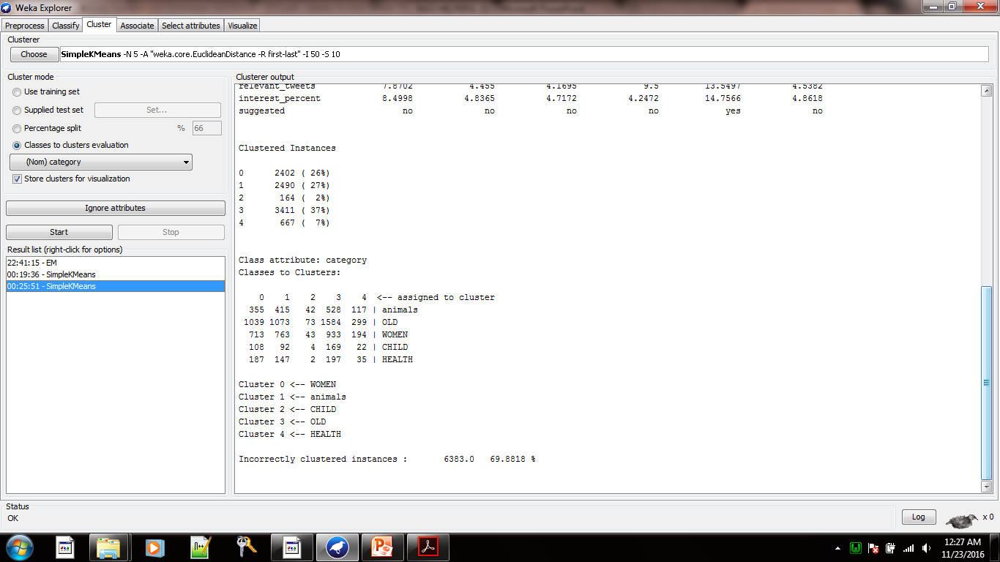 Weka Explorer
Preprocess Classify Cluster Associate Select attributes Visualize
Clusterer
Choose SimpleKMeans -N 5 -A "weka.core.EuclideanDistance -R first-last" -I 50 -S 10
Cluster mode
Use training set
Supplied test set Set...
Percentage split % 66
Classes to clusters evaluation
(Nom) category
Store clusters for visualization
Ignore attributes
Start Stop
Result list (right-click for options)
22:41:15 - EM
00:19:36 - SimpleKMeans
00:25:51 - SimpleKMeans
Clusterer output
relevant_tweets 7.8702 4.455 4.1695 9.5 13.5497 4.5382
interest_percent 8.4998 4.8365 4.7172 4.2472 14.7566 4.8618
suggested no no no no yes no
Clustered Instances
0 2402 ( 26%)
1 2490 ( 27%)
2 164 ( 2%)
3 3411 ( 37%)
4 667 ( 7%)
Class attribute: category
Classes to Clusters:
0 1 2 3 4 <-- assigned to cluster
355 415 42 528 117 | animals
1039 1073 73 1584 299 | OLD
713 763 43 933 194 | WOMEN
108 92 4 169 22 | CHILD
187 147 2 197 35 | HEALTH
Cluster 0 <-- WOMEN
Cluster 1 <-- animals
Cluster 2 <-- CHILD
Cluster 3 <-- OLD
Cluster 4 <-- HEALTH
Incorrectly clustered instances : 6383.0 69.8818 %
Status
OK
Log x 0
12:27 AM
11/23/2016